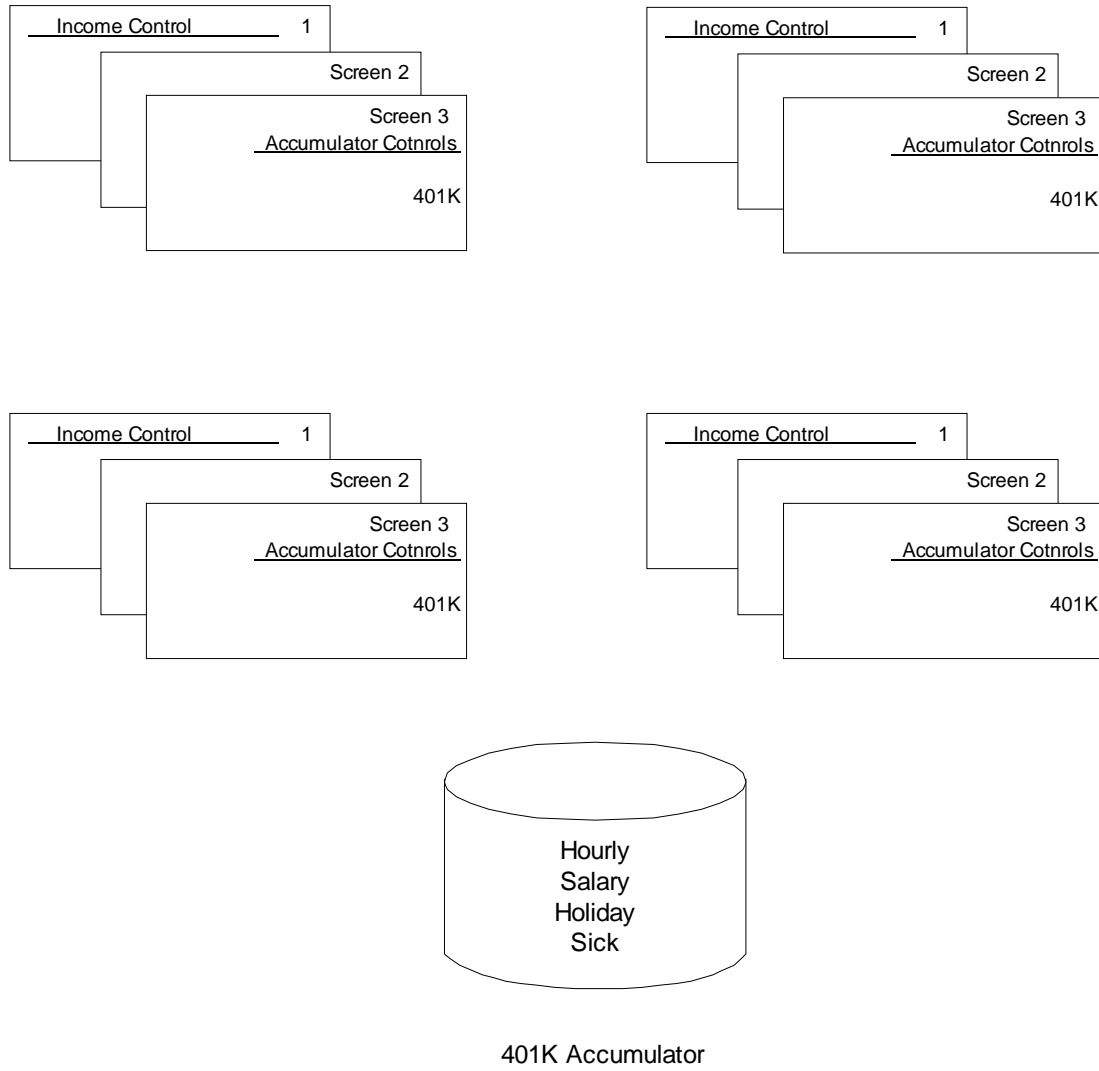 Income Control 1
Screen 2
Screen 3
Accumulator Cotnrols
401K
Income Control 1
Screen 2
Screen 3
Accumulator Cotnrols
401K
Income Control 1
Screen 2
Screen 3
Accumulator Cotnrols
401K
Income Control 1
Screen 2
Screen 3
Accumulator Cotnrols
401K
Hourly
Salary
Holiday
Sick
401K Accumulator